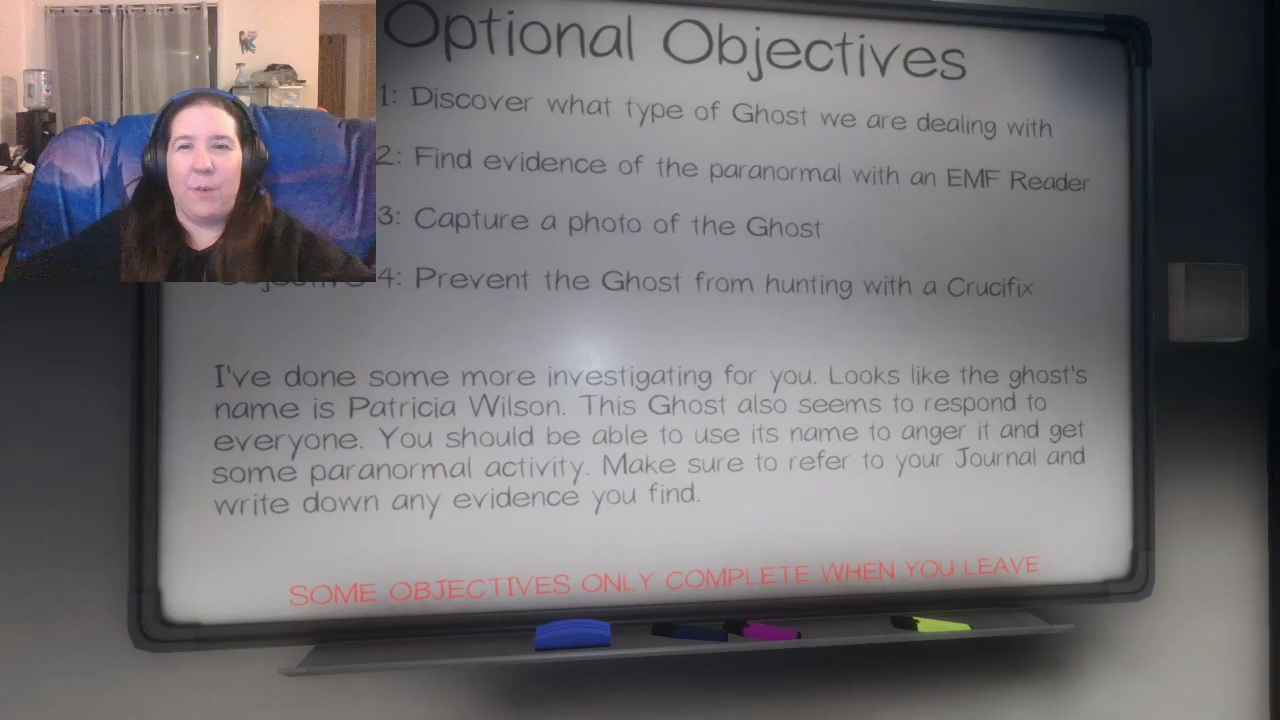 Optional Objectives
1: Discover what type of Ghost we are dealing with
2: Find evidence of the paranormal with an EMF Reader
3: Capture a photo of the Ghost
Objective 4: Prevent the Ghost from hunting with a Crucifix
I've done some more investigating for you. Looks like the ghost's
name is Patricia Wilson. This Ghost also seems to respond to
everyone. You should be able to use its name to anger it and get
some paranormal activity. Make sure to refer to your Journal and
write down any evidence you find.
SOME OBJECTIVES ONLY COMPLETE WHEN YOU LEAVE